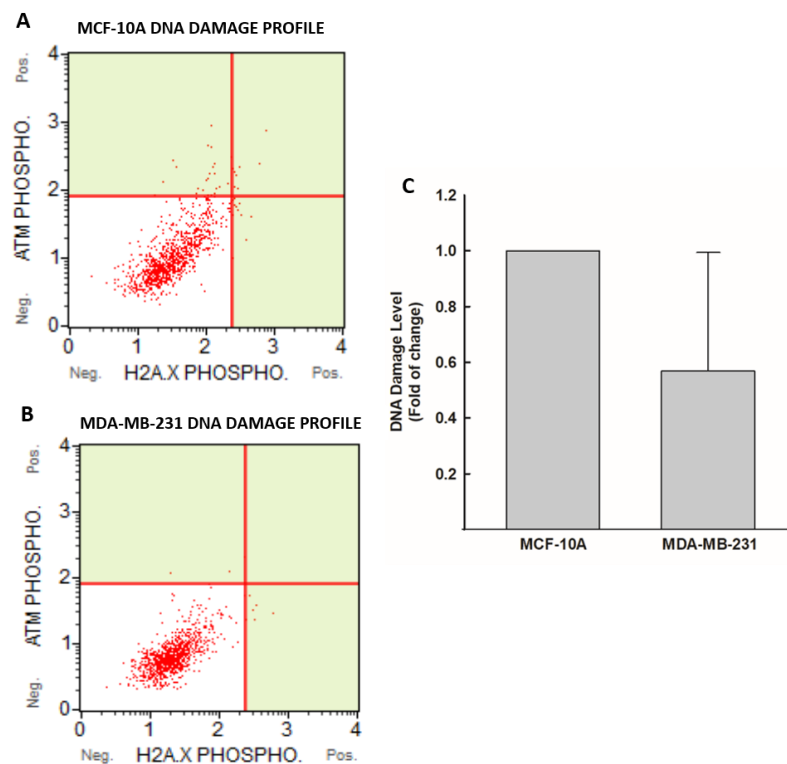 A
MCF-10A DNA DAMAGE PROFILE
ATM PHOSPHO.
Neg.
Pos.
4
3
2
1
0
0 1 2 3 4
Neg. H2A.X PHOSPHO. Pos.
B
MDA-MB-231 DNA DAMAGE PROFILE
ATM PHOSPHO.
Neg.
Pos.
4
3
2
1
0
0 1 2 3 4
Neg. H2A.X PHOSPHO. Pos.
C
DNA Damage Level
(Fold of change)
1.2
1.0
0.8
0.6
0.4
0.2
MCF-10A MDA-MB-231